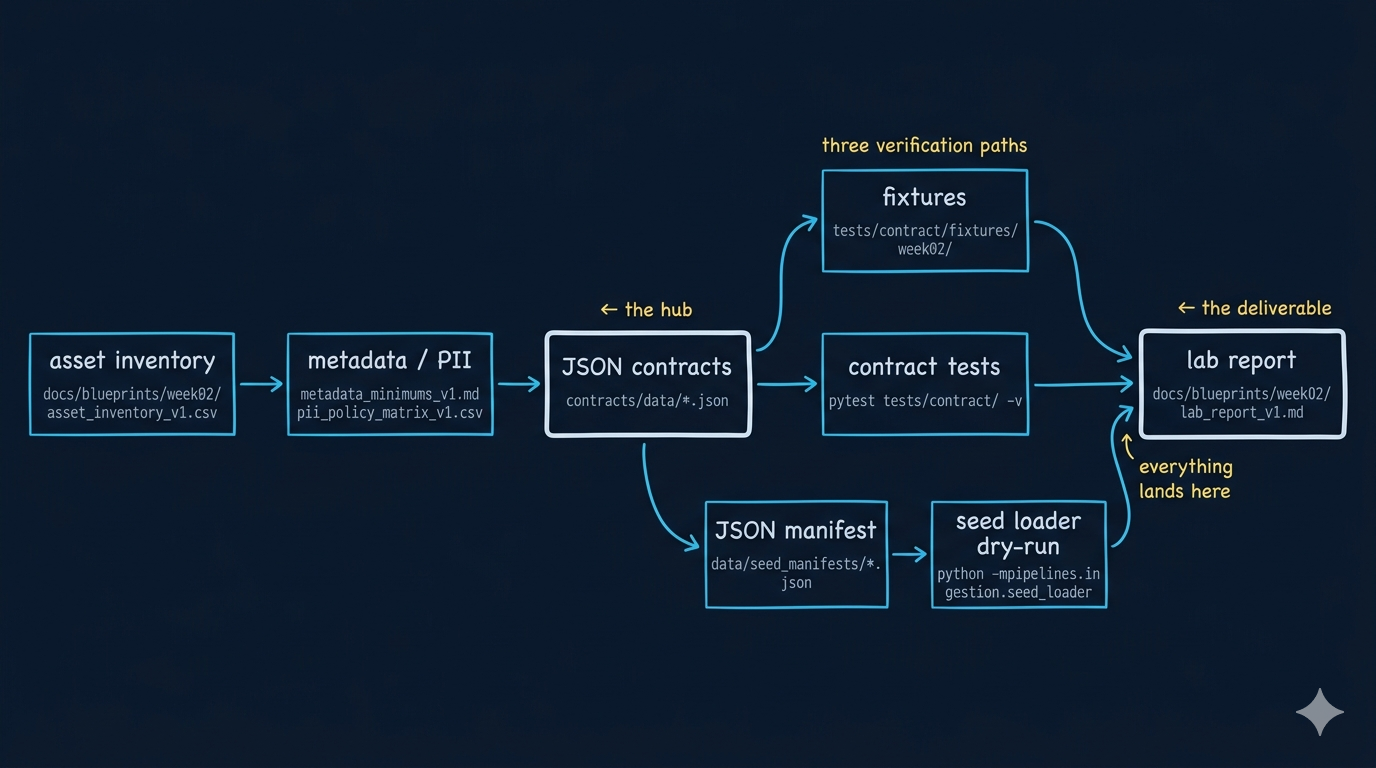 three verification paths
fixtures
tests/contract/fixtures/
week02/
← the hub
← the deliverable
asset inventory
docs/blueprints/week02/
asset_inventory_v1.csv
metadata / PII
metadata_minimums_v1.md
pii_policy_matrix_v1.csv
JSON contracts
contracts/data/*.json
contract tests
pytest tests/contract/ -v
lab report
docs/blueprints/week02/
lab_report_v1.md
everything
lands here
JSON manifest
data/seed_manifests/*.
json
seed loader
dry-run
python -mpipelines.in
gestion.seed_loader